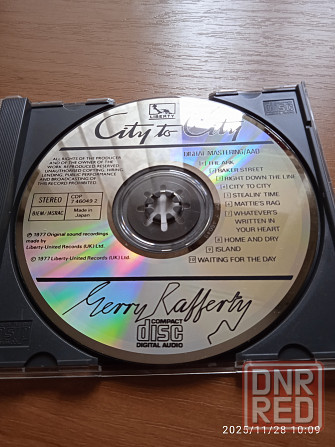 LIBERTY
City to City
DIGITAL MASTERING/AAD
ALL RIGHTS OF THE PRODUCER
AND OF THE OWNER OF THE
WORK REPRODUCED RESERVED.
UNAUTHORISED COPYING, HIRING,
LENDING, PUBLIC PERFORMANCE
AND BROADCASTING OF
THIS RECORD PROHIBITED.
STEREO
CDP
7 46049 2
BIEM/JASRAC
Made in
Japan
℗ 1977 Original sound recordings
made by
Liberty-United Records (UK) Ltd.
© 1977 Liberty-United Records (UK) Ltd.
1 THE ARK
2 BAKER STREET
3 RIGHT DOWN THE LINE
4 CITY TO CITY
5 STEALIN' TIME
6 MATTIE'S RAG
7 WHATEVER'S
WRITTEN IN
YOUR HEART
8 HOME AND DRY
9 ISLAND
10 WAITING FOR THE DAY
Gerry Rafferty
COMPACT
disc
DIGITAL AUDIO
DNR
RED
2025/11/28 10:09